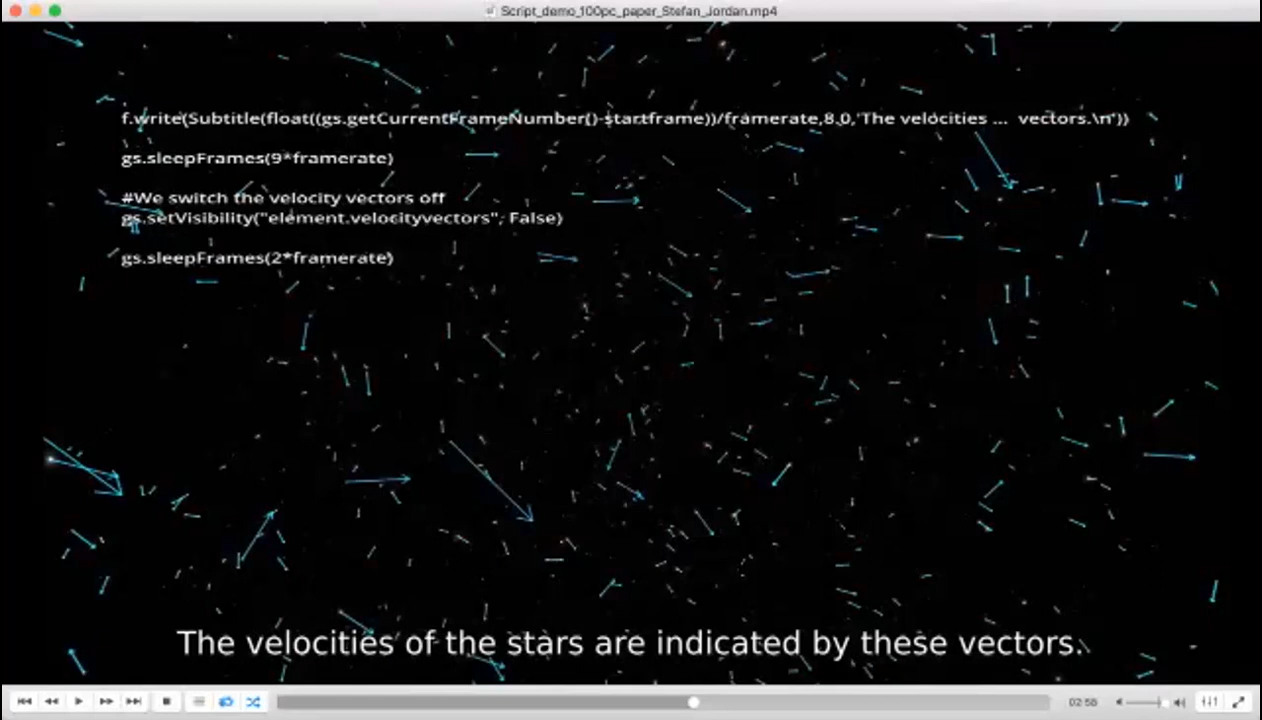 Script_demo_100pc_paper_Stefan_Jordan.mp4
f.write(Subtitle(float((gs.getCurrentFrameNumber()-startframe))/framerate,8.0,'The velocities ... vectors.\n'))
gs.sleepFrames(9*framerate)
#We switch the velocity vectors off
gs.setVisibility("element.velocityvectors", False)
gs.sleepFrames(2*framerate)
The velocities of the stars are indicated by these vectors.
02:58